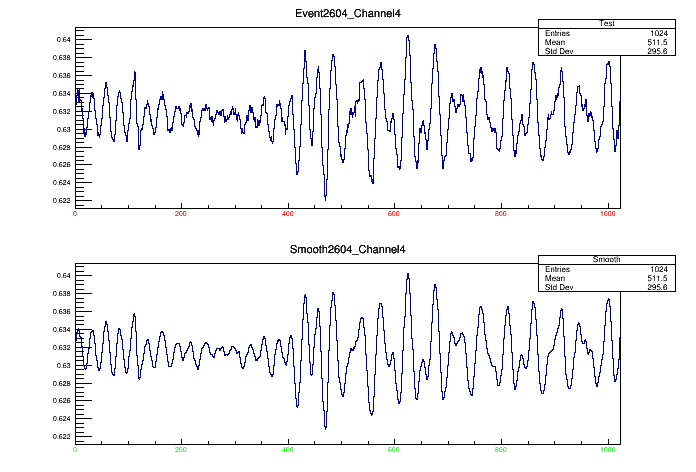 Event2604_Channel4
Test
Entries 1024
Mean 511.5
Std Dev 295.6
0.64
0.638
0.636
0.634
0.632
0.63
0.628
0.626
0.624
0.622
0 200 400 600 800 1000
Smooth2604_Channel4
Smooth
Entries 1024
Mean 511.5
Std Dev 295.6
0.64
0.638
0.636
0.634
0.632
0.63
0.628
0.626
0.624
0.622
0 200 400 600 800 1000